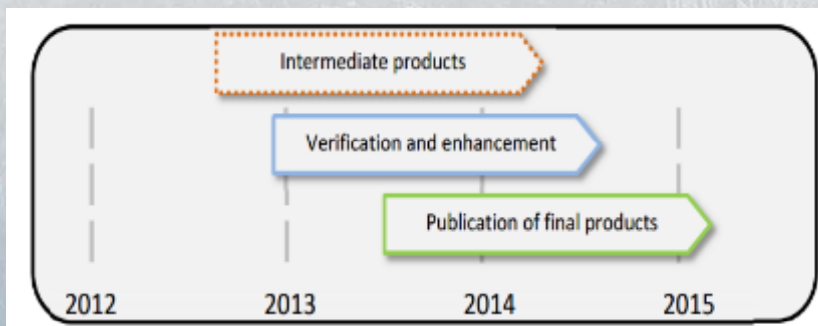 Intermediate products
Verification and enhancement
Publication of final products
2012 2013 2014 2015